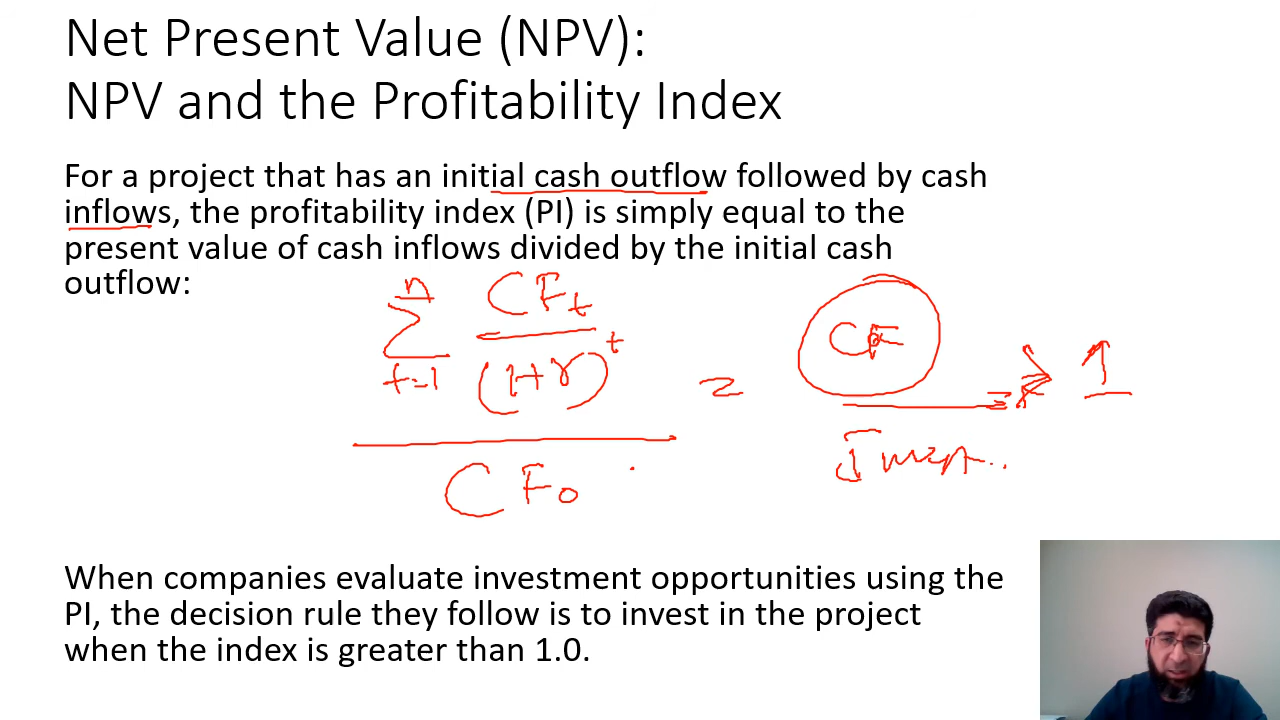 Net Present Value (NPV):
NPV and the Profitability Index
For a project that has an initial cash outflow followed by cash
inflows, the profitability index (PI) is simply equal to the
present value of cash inflows divided by the initial cash
outflow:
n
Σ CFt
t=1 (1+r)^t
= CF > 1
CF0
When companies evaluate investment opportunities using the
PI, the decision rule they follow is to invest in the project
when the index is greater than 1.0.